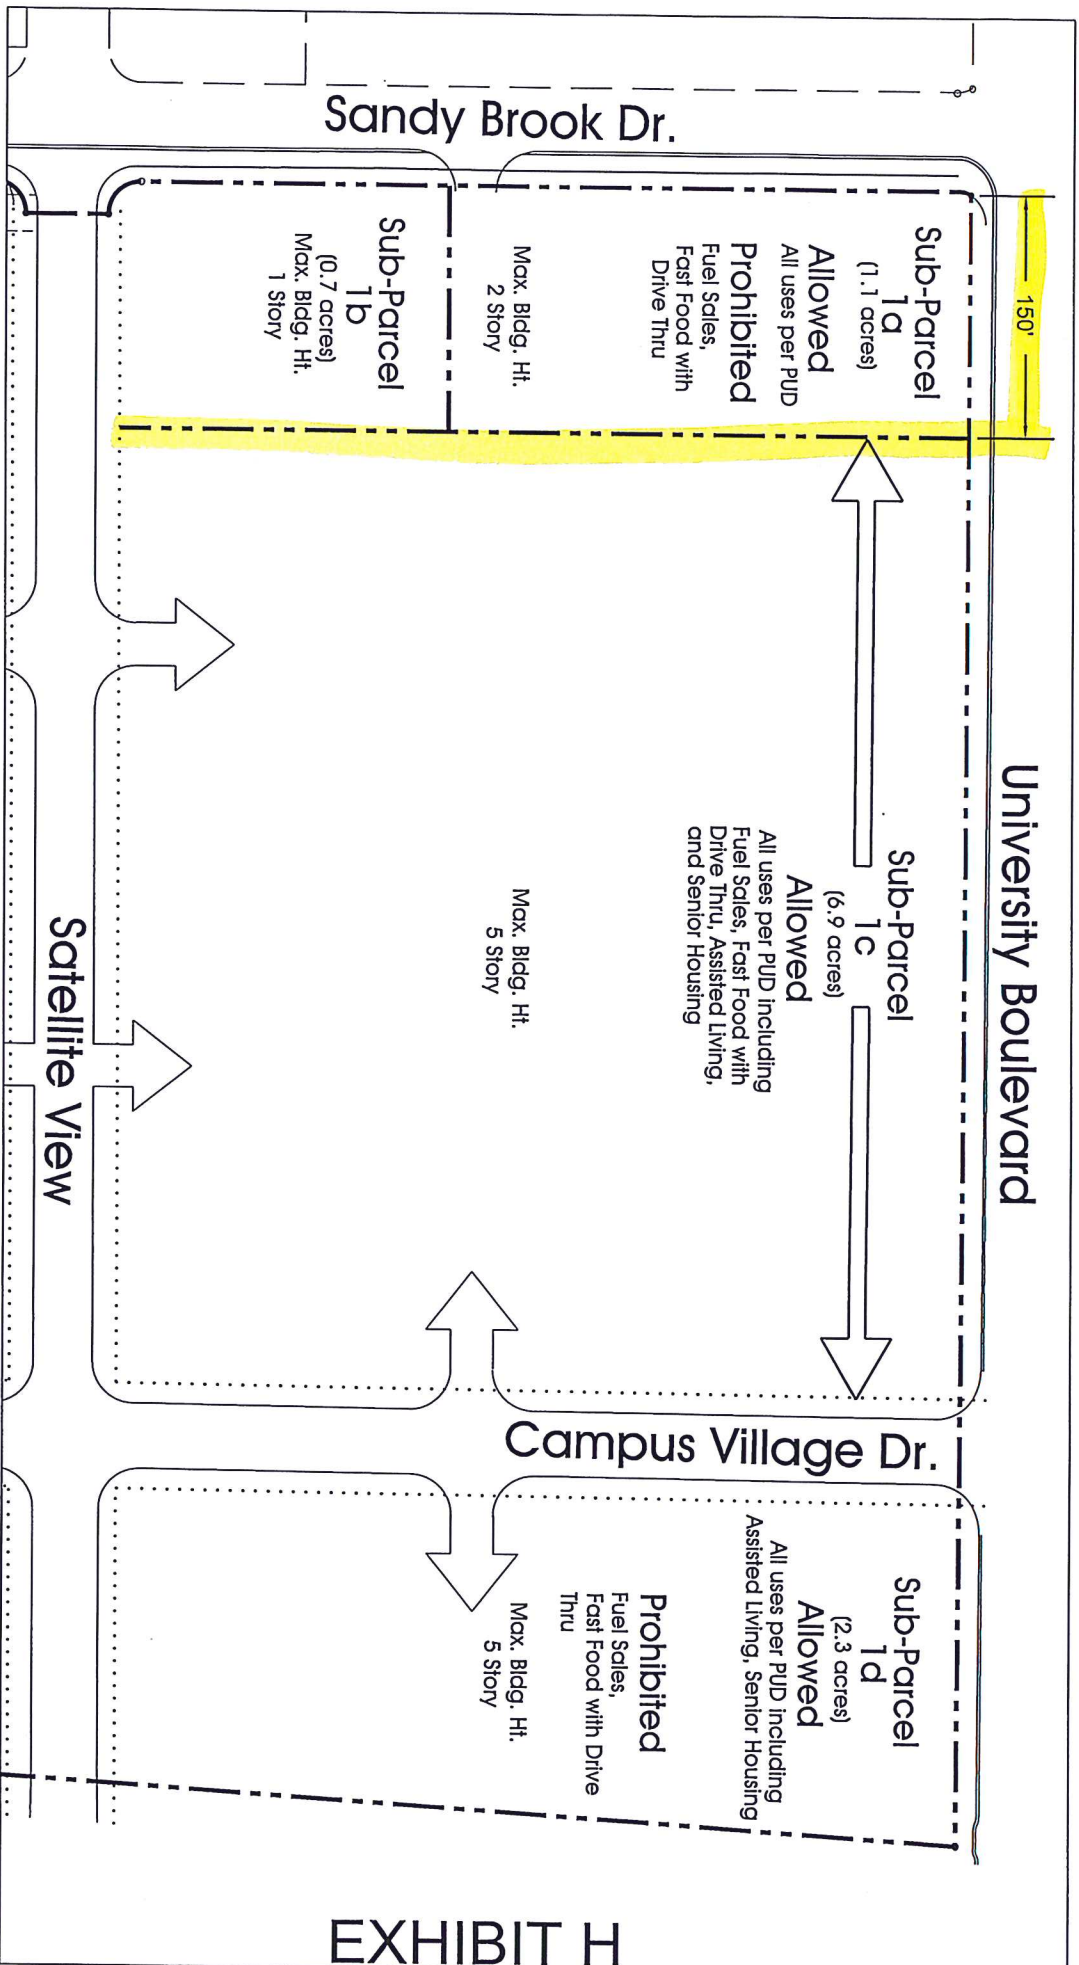 University Boulevard
150'
Sandy Brook Dr.
Sub-Parcel
1a
(1.1 acres)
Allowed
All uses per PUD
Prohibited
Fuel Sales,
Fast Food with
Drive Thru
Max. Bldg. Ht.
2 Story
Sub-Parcel
1b
(0.7 acres)
Max. Bldg. Ht.
1 Story
Sub-Parcel
1c
(6.9 acres)
Allowed
All uses per PUD including
Fuel Sales, Fast Food with
Drive Thru, Assisted Living,
and Senior Housing
Max. Bldg. Ht.
5 Story
Campus Village Dr.
Sub-Parcel
1d
(2.3 acres)
Allowed
All uses per PUD including
Assisted Living, Senior Housing
Prohibited
Fuel Sales,
Fast Food with Drive
Thru
Max. Bldg. Ht.
5 Story
Satellite View
EXHIBIT H